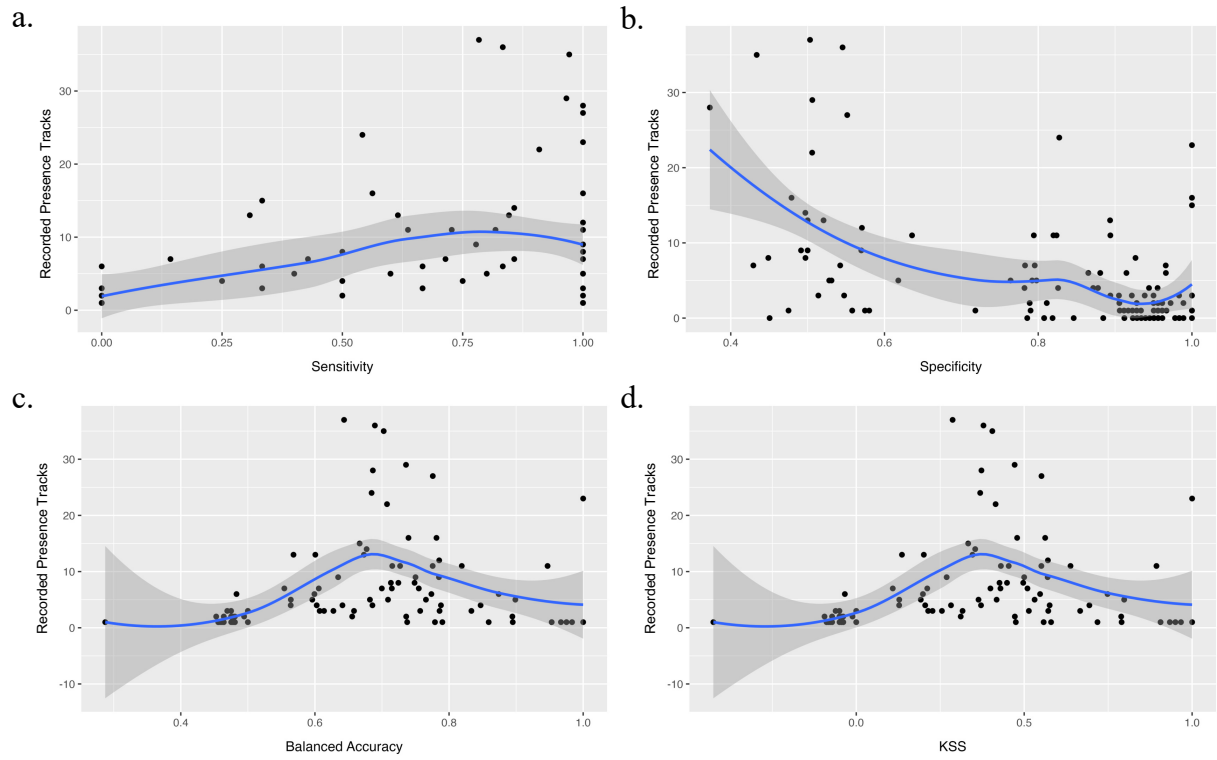 a.
30
20
10
0
Recorded Presence Tracks
0.00 0.25 0.50 0.75 1.00
Sensitivity
b.
30
20
10
0
Recorded Presence Tracks
0.4 0.6 0.8 1.0
Specificity
c.
30
20
10
0
-10
Recorded Presence Tracks
0.4 0.6 0.8 1.0
Balanced Accuracy
d.
30
20
10
0
-10
Recorded Presence Tracks
0.0 0.5 1.0
KSS